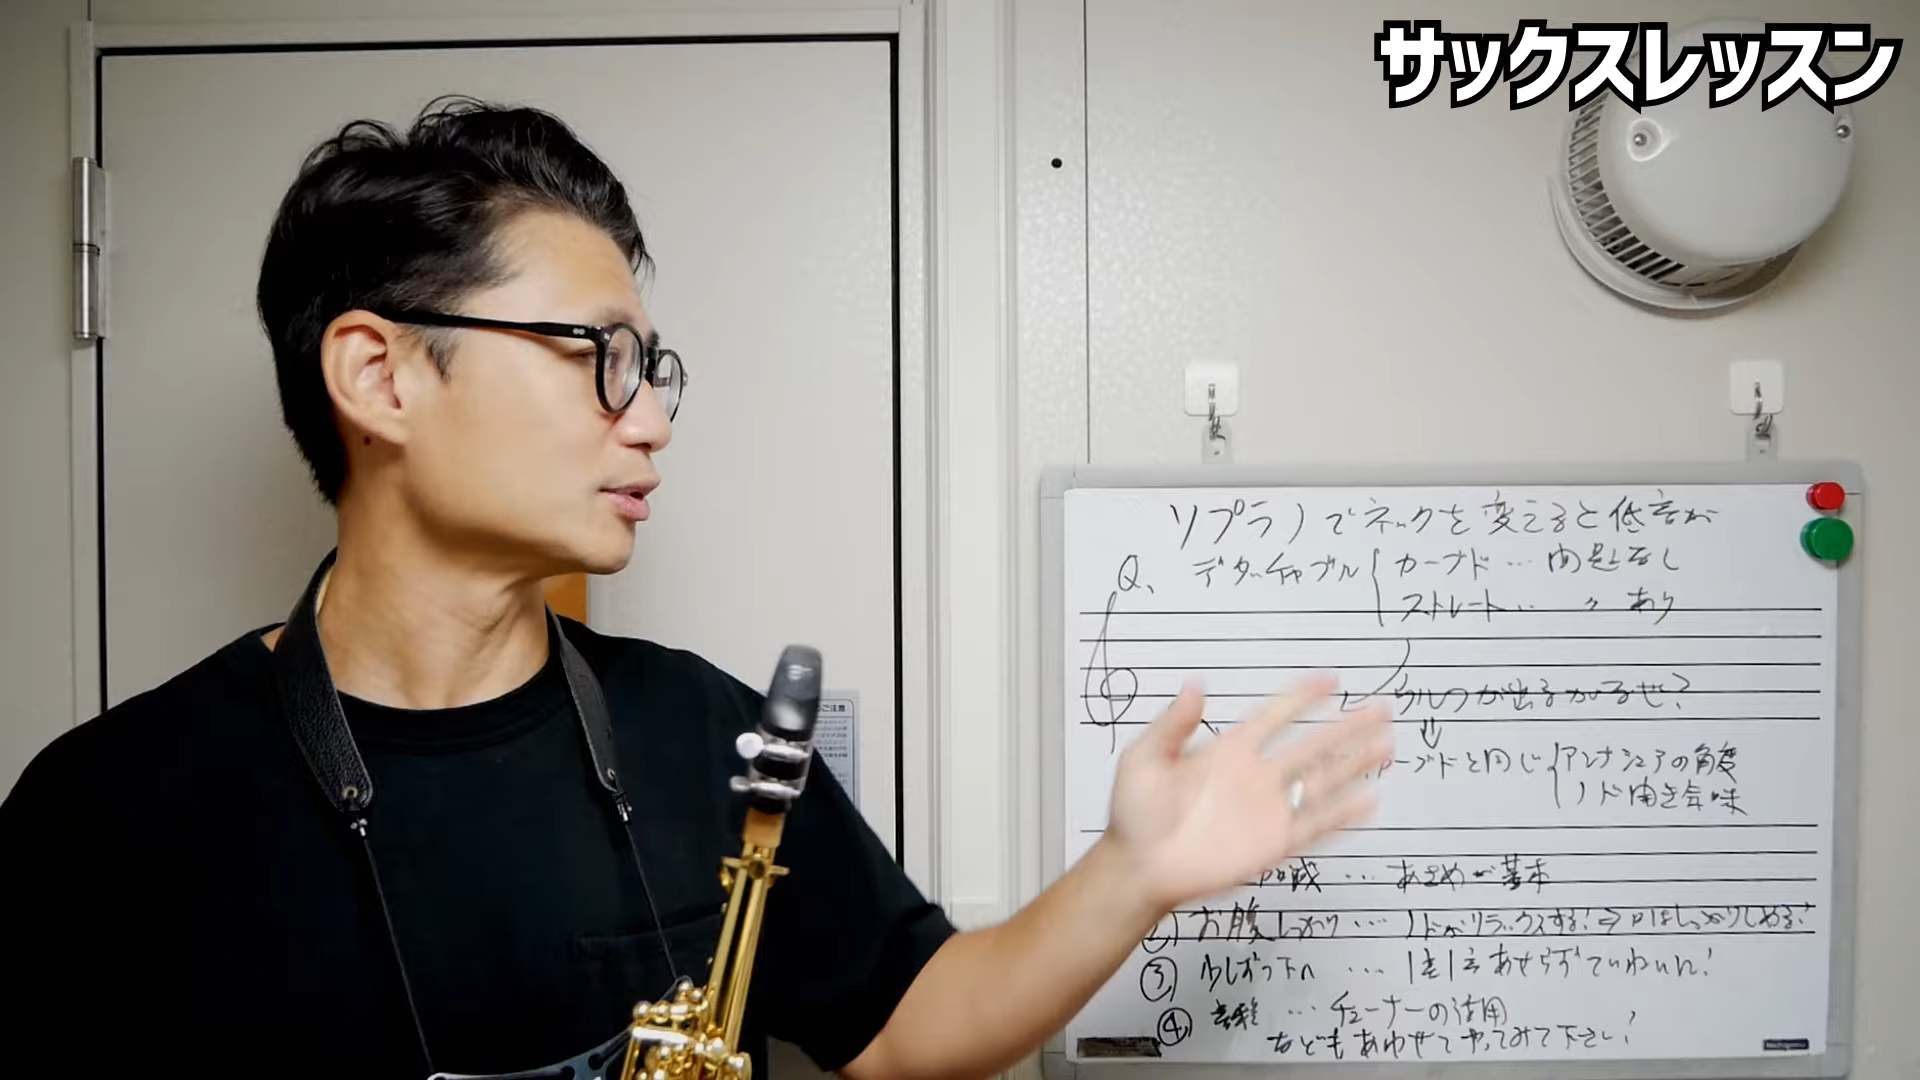 サックスレッスン
ソプラノでネックを変えると低音が
Q、 デタッチャブル カーブド … 問題なし
ストレート … 〃 あり
が出るがなぜ?
カーブドと同じ アンブシュアの角度
ノド開き気味
加減 … あさめが基本
② お腹しっかり … ノドがリラックスする!⇒口はしっかりしめる!
③ 少しずつ下へ … 1音1音あせらずていねいに!
④ 音程 … チューナーの活用
などもあわせてやってみて下さい!